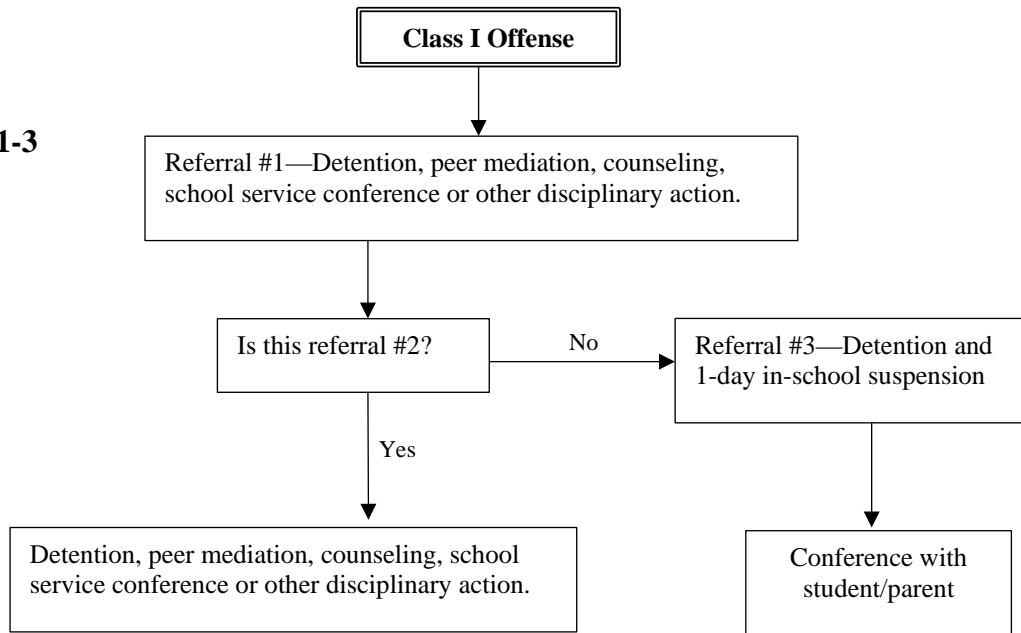 Class I Offense
1-3
Referral #1—Detention, peer mediation, counseling,
school service conference or other disciplinary action.
Is this referral #2?
No
Referral #3—Detention and
1-day in-school suspension
Yes
Detention, peer mediation, counseling, school
service conference or other disciplinary action.
Conference with
student/parent